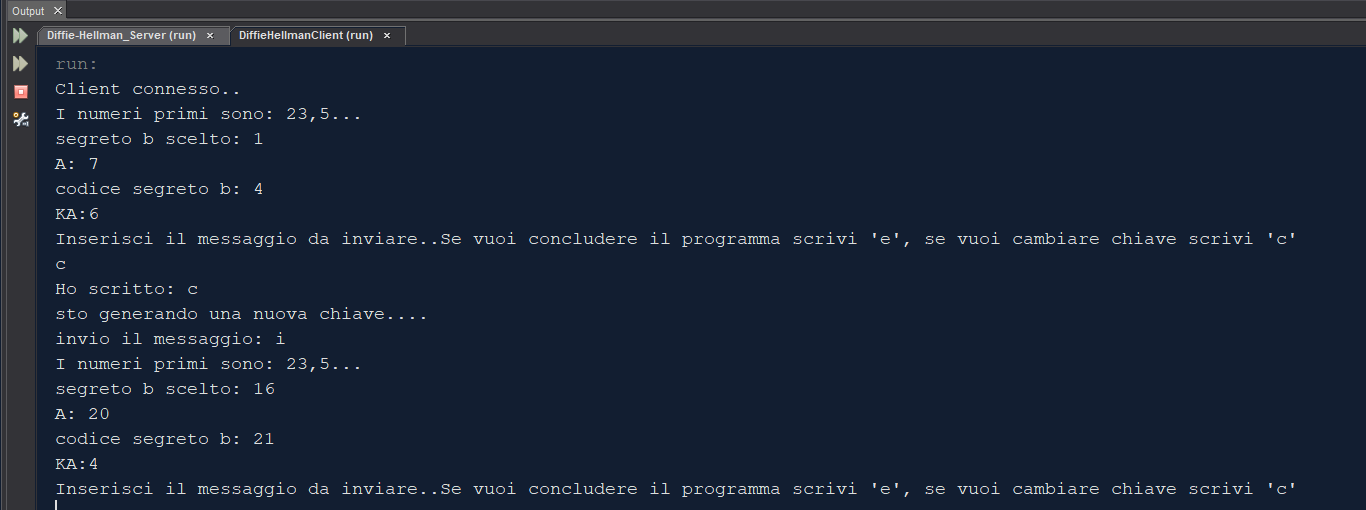 Output
Diffie-Hellman_Server (run) DiffieHellmanClient (run)
run:
Client connesso..
I numeri primi sono: 23,5...
segreto b scelto: 1
A: 7
codice segreto b: 4
KA:6
Inserisci il messaggio da inviare..Se vuoi concludere il programma scrivi 'e', se vuoi cambiare chiave scrivi 'c'
c
Ho scritto: c
sto generando una nuova chiave....
invio il messaggio: i
I numeri primi sono: 23,5...
segreto b scelto: 16
A: 20
codice segreto b: 21
KA:4
Inserisci il messaggio da inviare..Se vuoi concludere il programma scrivi 'e', se vuoi cambiare chiave scrivi 'c'